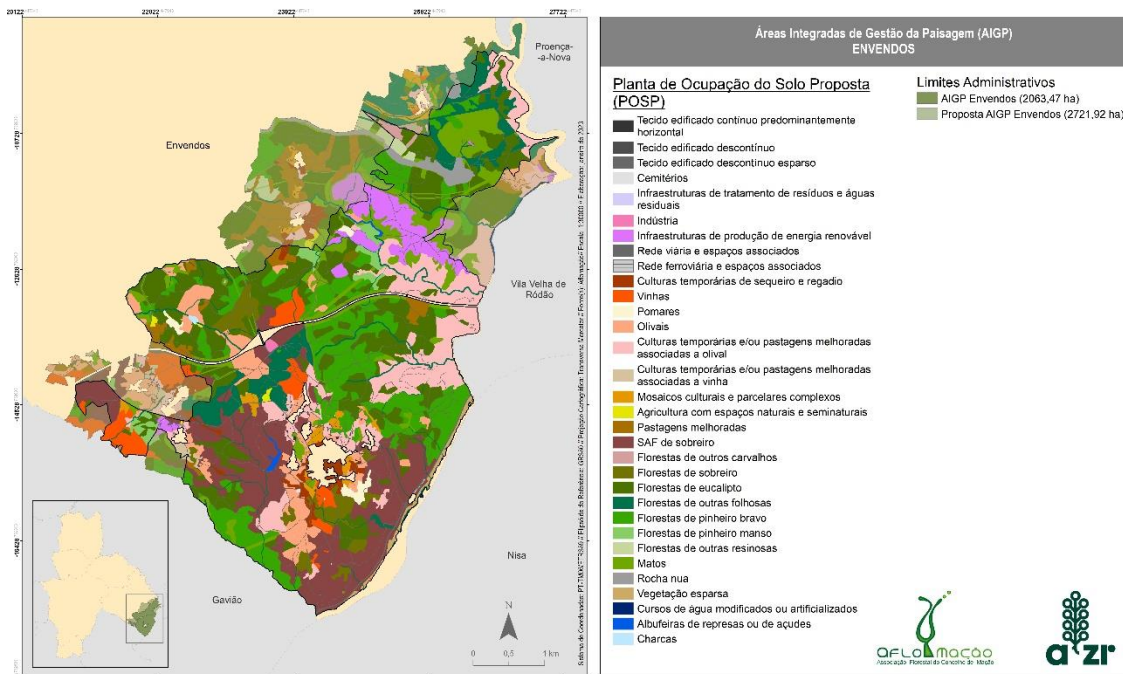 20122 22022 23922 25822 27722
Proença-
-a-Nova
Envendos
Vila Velha de
Ródão
Nisa
Gavião
N
0 0,5 1 km
Áreas Integradas de Gestão da Paisagem (AIGP)
ENVENDOS
Planta de Ocupação do Solo Proposta
(POSP)
Tecido edificado contínuo predominantemente
horizontal
Tecido edificado descontínuo
Tecido edificado descontínuo esparso
Cemitérios
Infraestruturas de tratamento de resíduos e águas
residuais
Indústria
Infraestruturas de produção de energia renovável
Rede viária e espaços associados
Rede ferroviária e espaços associados
Culturas temporárias de sequeiro e regadio
Vinhas
Pomares
Olivais
Culturas temporárias e/ou pastagens melhoradas
associadas a olival
Culturas temporárias e/ou pastagens melhoradas
associadas a vinha
Mosaicos culturais e parcelares complexos
Agricultura com espaços naturais e seminaturais
Pastagens melhoradas
SAF de sobreiro
Florestas de outros carvalhos
Florestas de sobreiro
Florestas de eucalipto
Florestas de outras folhosas
Florestas de pinheiro bravo
Florestas de pinheiro manso
Florestas de outras resinosas
Matos
Rocha nua
Vegetação esparsa
Cursos de água modificados ou artificializados
Albufeiras de represas ou de açudes
Charcas
Limites Administrativos
AIGP Envendos (2063,47 ha)
Proposta AIGP Envendos (2721,92 ha)
aflomação
Associação Florestal do Concelho de Mação